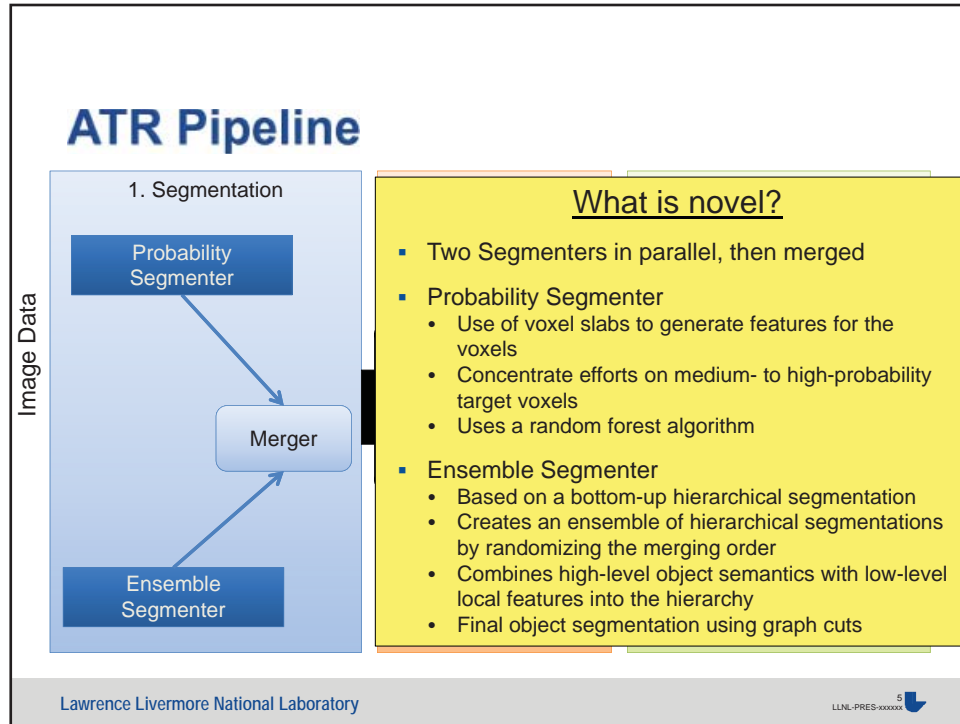 ATR Pipeline
Image Data
1. Segmentation
Probability
Segmenter
Merger
Ensemble
Segmenter
What is novel?
▪ Two Segmenters in parallel, then merged
▪ Probability Segmenter
• Use of voxel slabs to generate features for the
voxels
• Concentrate efforts on medium- to high-probability
target voxels
• Uses a random forest algorithm
▪ Ensemble Segmenter
• Based on a bottom-up hierarchical segmentation
• Creates an ensemble of hierarchical segmentations
by randomizing the merging order
• Combines high-level object semantics with low-level
local features into the hierarchy
• Final object segmentation using graph cuts
Lawrence Livermore National Laboratory
5
LLNL-PRES-xxxxxx